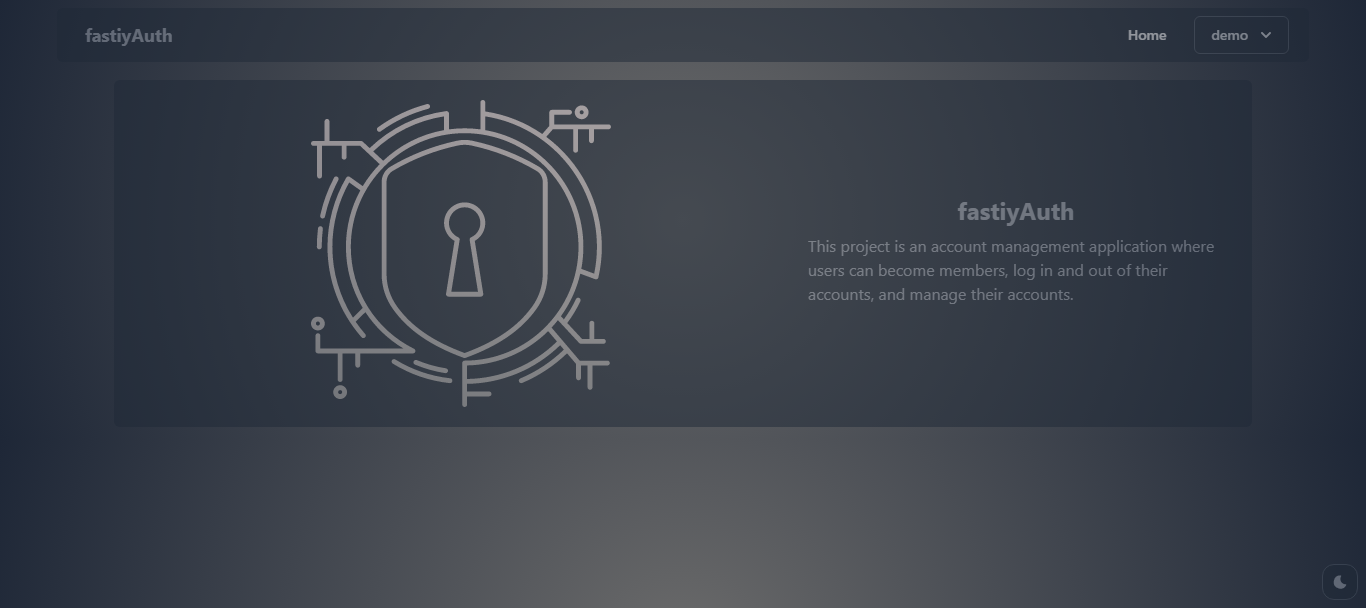 fastiyAuth
Home
demo
fastiyAuth
This project is an account management application where
users can become members, log in and out of their
accounts, and manage their accounts.